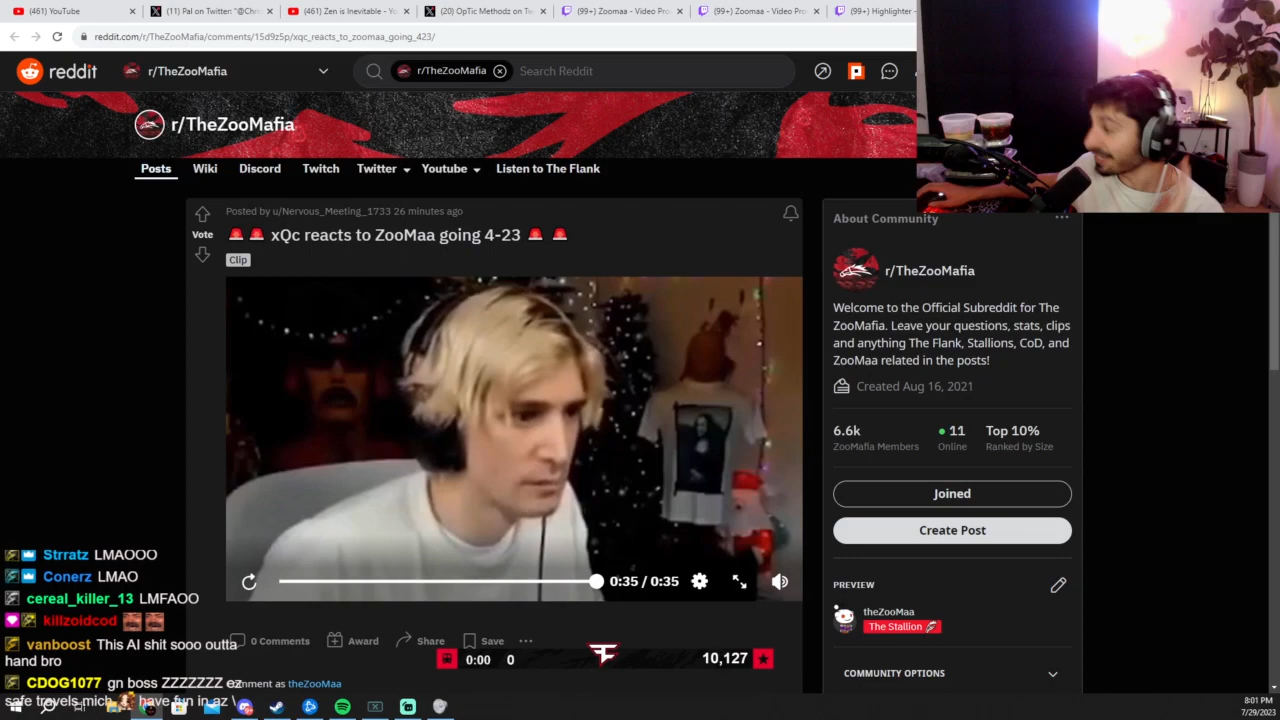 (461) YouTube
(11) Pal on Twitter: "@Chris
(461) Zen is Inevitable - Yo
(20) OpTic Methodz on Tw
(99+) Zoomaa - Video Pro
(99+) Zoomaa - Video Pro
(99+) Highlighter -
reddit.com/r/TheZooMafia/comments/15d9z5p/xqc_reacts_to_zoomaa_going_423/
reddit
r/TheZooMafia
r/TheZooMafia
Search Reddit
r/TheZooMafia
Posts
Wiki
Discord
Twitch
Twitter
Youtube
Listen to The Flank
Posted by u/Nervous_Meeting_1733 26 minutes ago
Vote
🚨 🚨 xQc reacts to ZooMaa going 4-23 🚨 🚨
Clip
0:35 / 0:35
0 Comments
Award
Share
Save
Comment as theZooMaa
About Community
r/TheZooMafia
Welcome to the Official Subreddit for The
ZooMafia. Leave your questions, stats, clips
and anything The Flank, Stallions, CoD, and
ZooMaa related in the posts!
Created Aug 16, 2021
6.6k
ZooMafia Members
11
Online
Top 10%
Ranked by Size
Joined
Create Post
PREVIEW
theZooMaa
The Stallion
COMMUNITY OPTIONS
Strratz LMAOOO
Conerz LMAO
cereal_killer_13 LMFAOO
killzoidcod
vanboost This AI shit sooo outta
hand bro
CDOG1077 gn boss ZZZZZZZ ez
safe travels mich have fun in az \
0:00 0
10,127
8:01 PM
7/29/2023